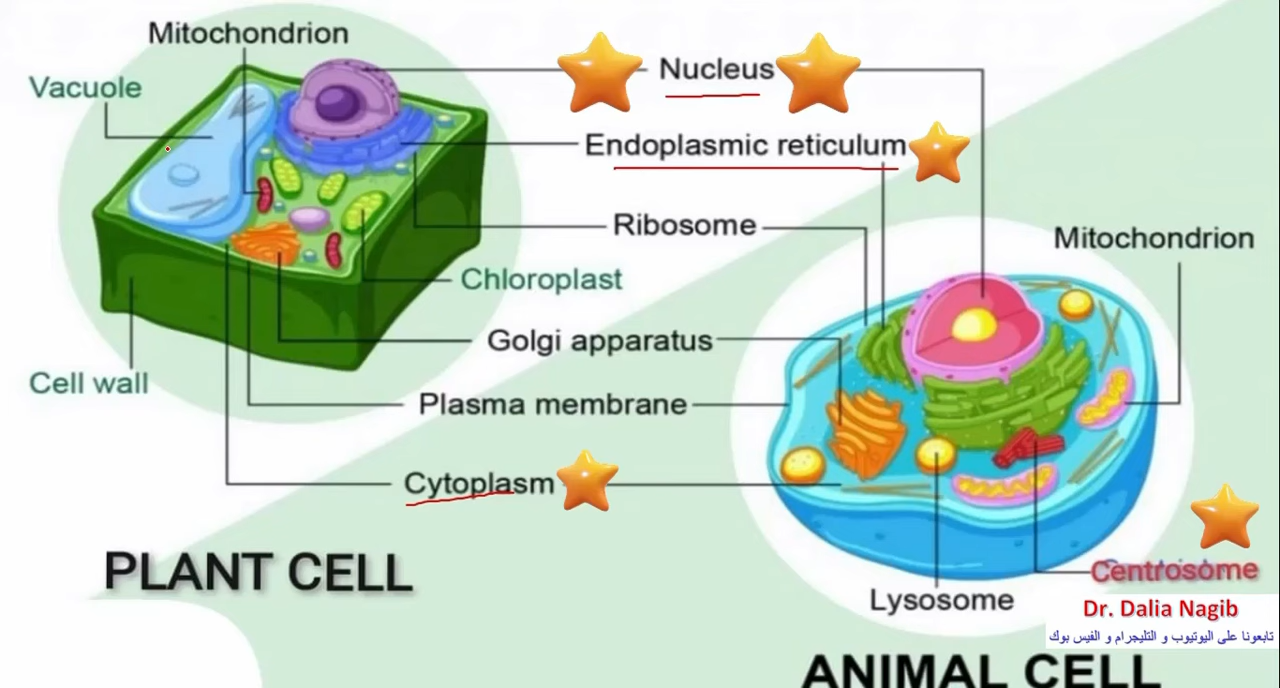 Mitochondrion
Nucleus
Vacuole
Endoplasmic reticulum
Ribosome
Mitochondrion
Chloroplast
Golgi apparatus
Cell wall
Plasma membrane
Cytoplasm
PLANT CELL
Centrosome
Lysosome
Dr. Dalia Nagib
تابعونا على اليوتيوب و التليجرام و الفيس بوك
ANIMAL CELL